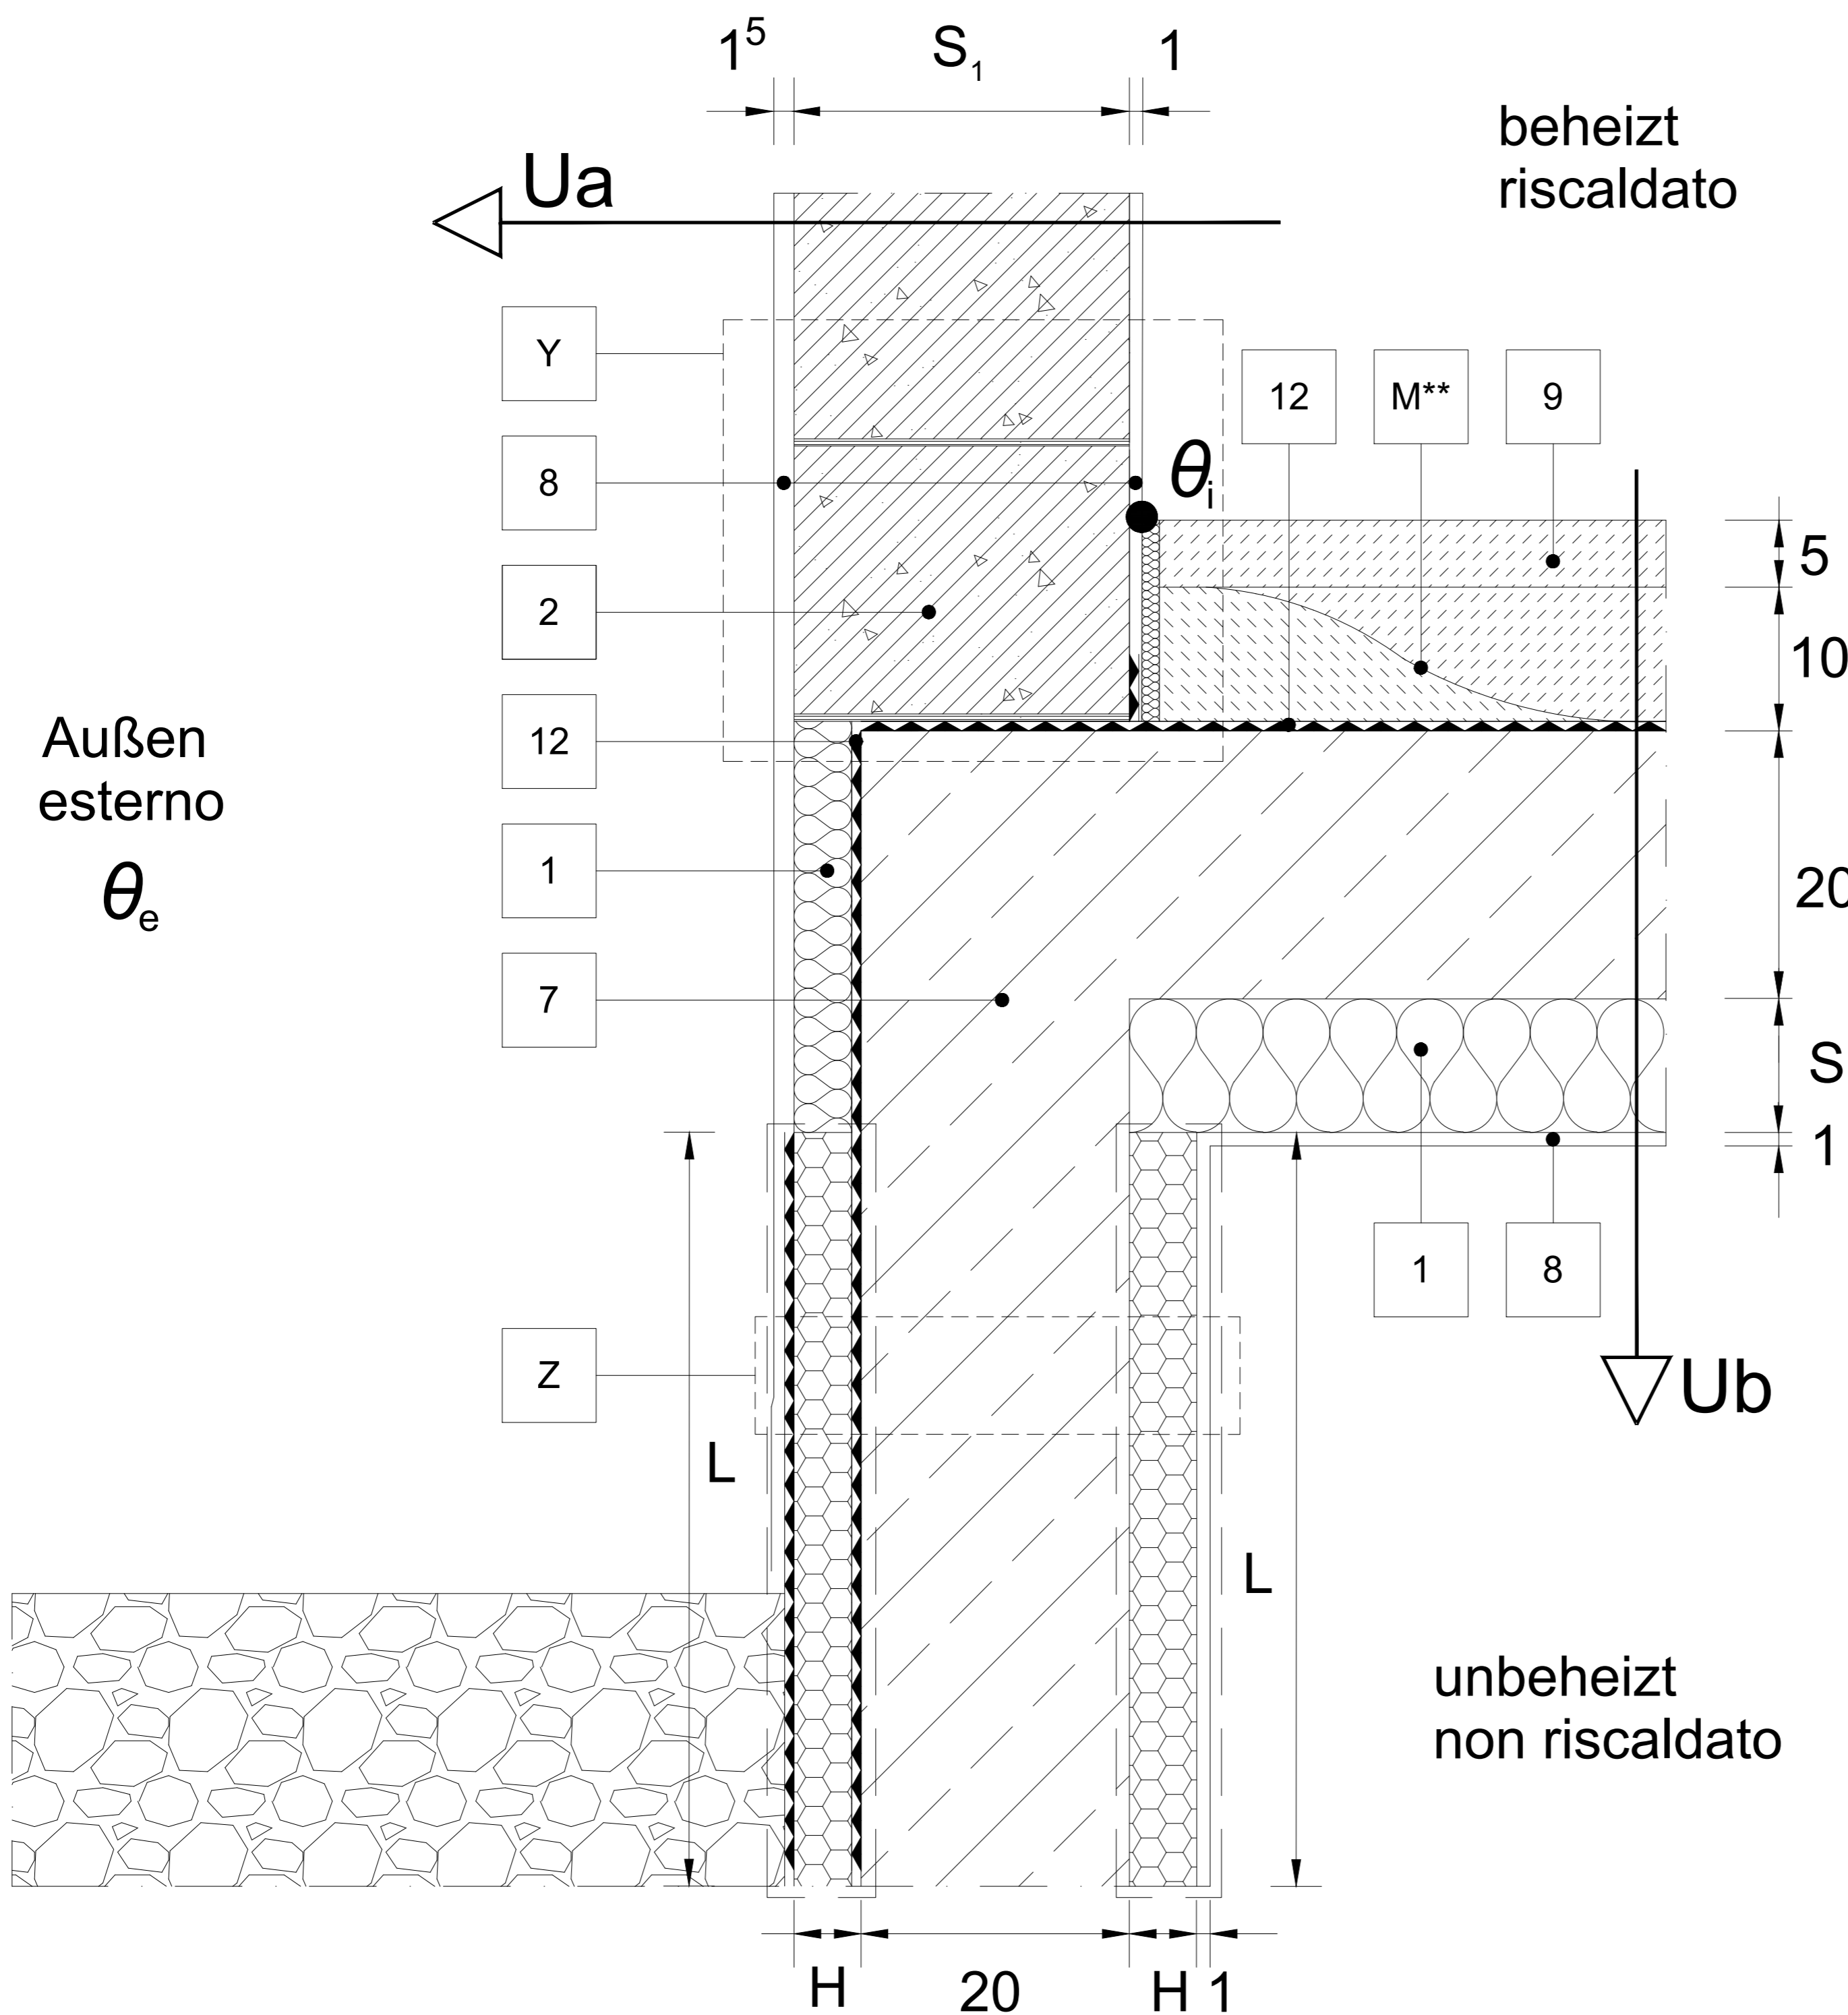 1⁵
S₁
1
beheizt
riscaldato
Ua
Y
12
M**
9
8
θi
5
2
10
12
Außen
esterno
1
20
θe
7
S
1
1
8
Z
Ub
L
L
unbeheizt
non riscaldato
H
20
H
1